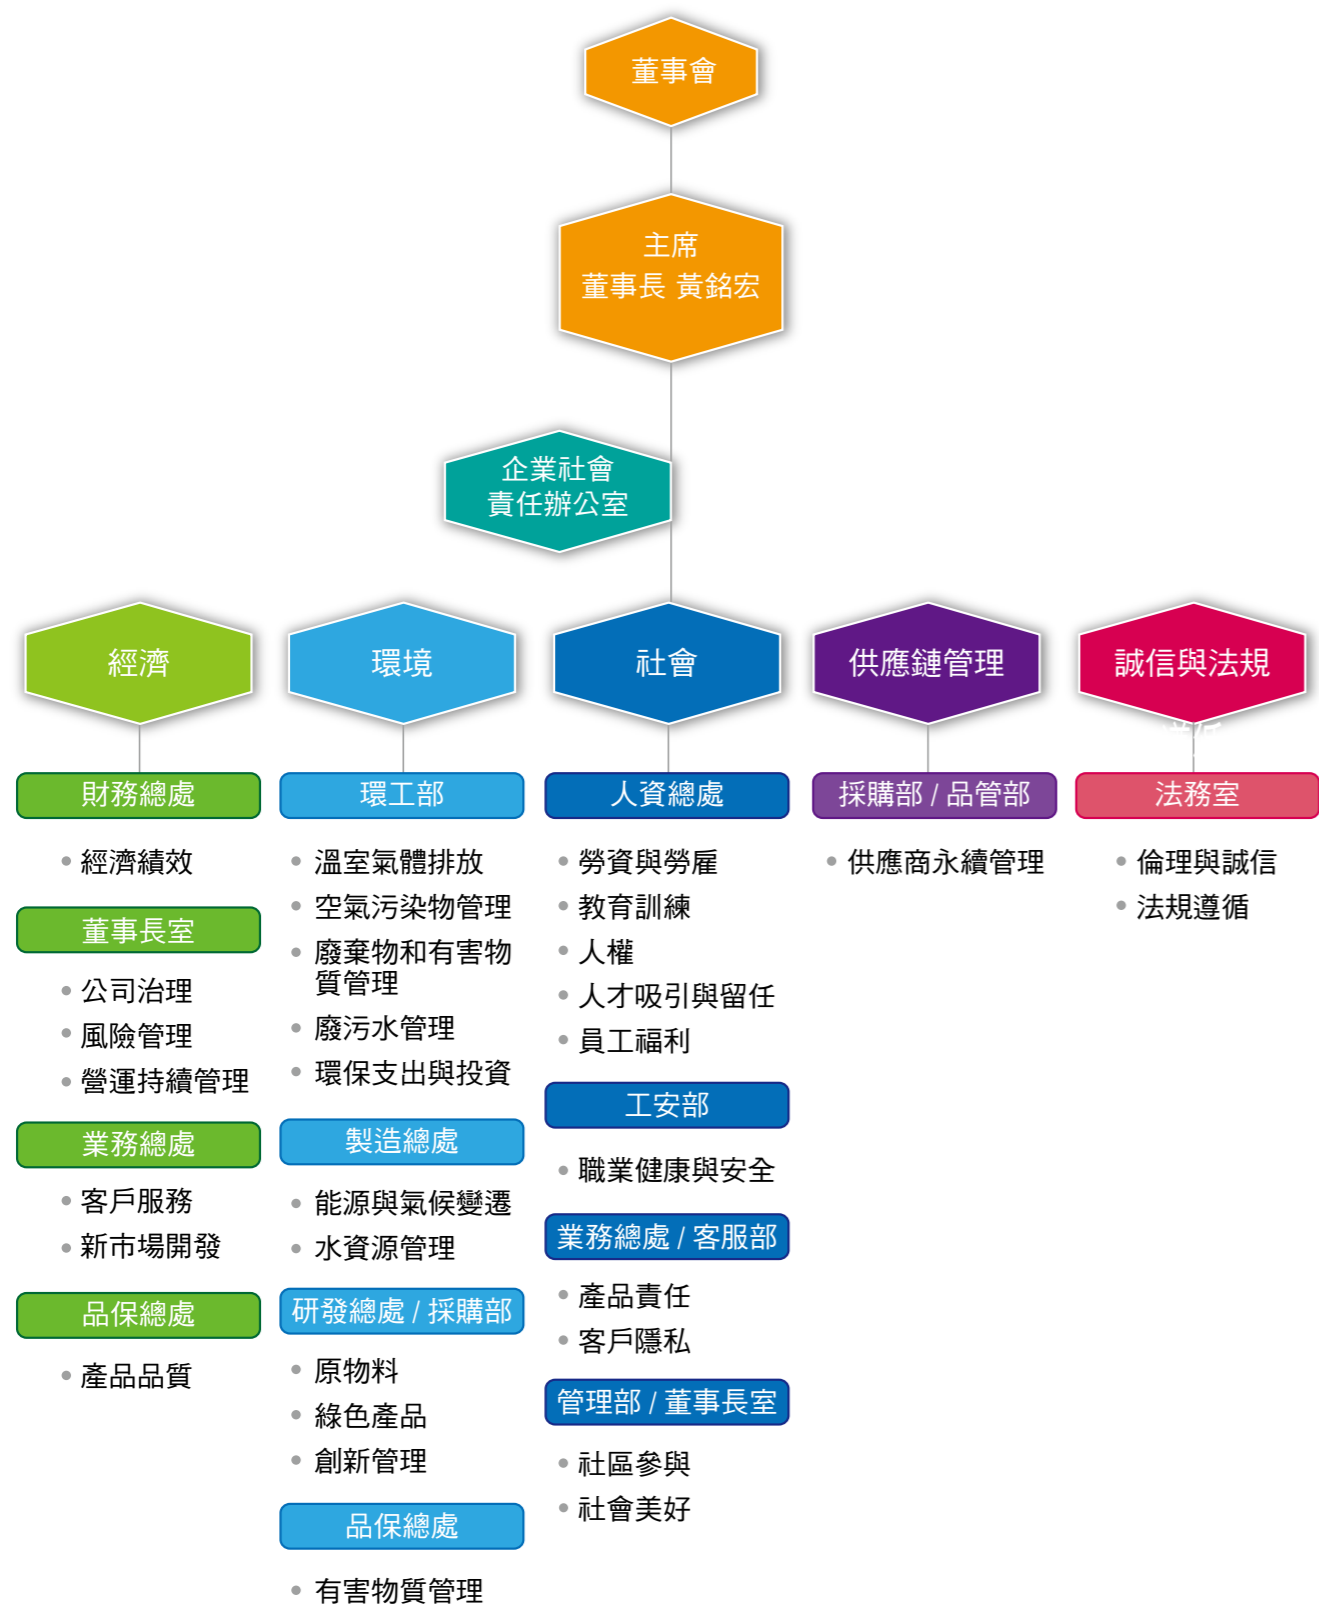 董事會
主席
董事長 黃銘宏
企業社會
責任辦公室
經濟
財務總處
經濟績效
董事長室
公司治理
風險管理
營運持續管理
業務總處
客戶服務
新市場開發
品保總處
產品品質
環境
環工部
溫室氣體排放
空氣污染物管理
廢棄物和有害物
質管理
廢污水管理
環保支出與投資
製造總處
能源與氣候變遷
水資源管理
研發總處 / 採購部
原物料
綠色產品
創新管理
品保總處
有害物質管理
社會
人資總處
勞資與勞雇
教育訓練
人權
人才吸引與留任
員工福利
工安部
職業健康與安全
業務總處 / 客服部
產品責任
客戶隱私
管理部 / 董事長室
社區參與
社會美好
供應鏈管理
採購部 / 品管部
供應商永續管理
誠信與法規
法務室
倫理與誠信
法規遵循